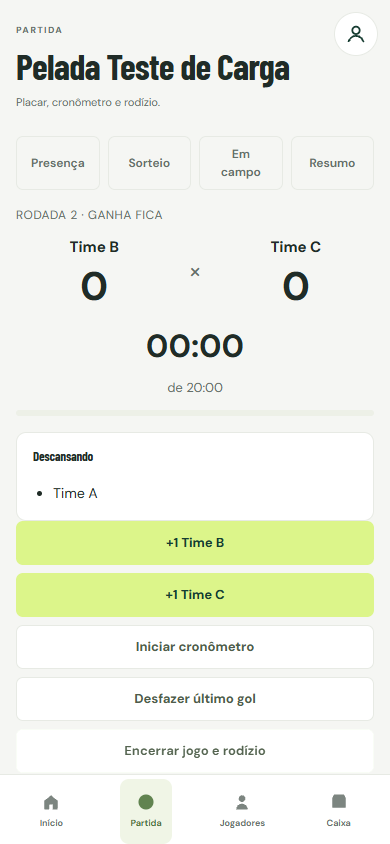 PARTIDA
Pelada Teste de Carga
Placar, cronômetro e rodízio.
Presença
Sorteio
Em
campo
Resumo
RODADA 2 · GANHA FICA
Time B
Time C
0
×
0
00:00
de 20:00
Descansando
• Time A
+1 Time B
+1 Time C
Iniciar cronômetro
Desfazer último gol
Encerrar jogo e rodízio
Início
Partida
Jogadores
Caixa